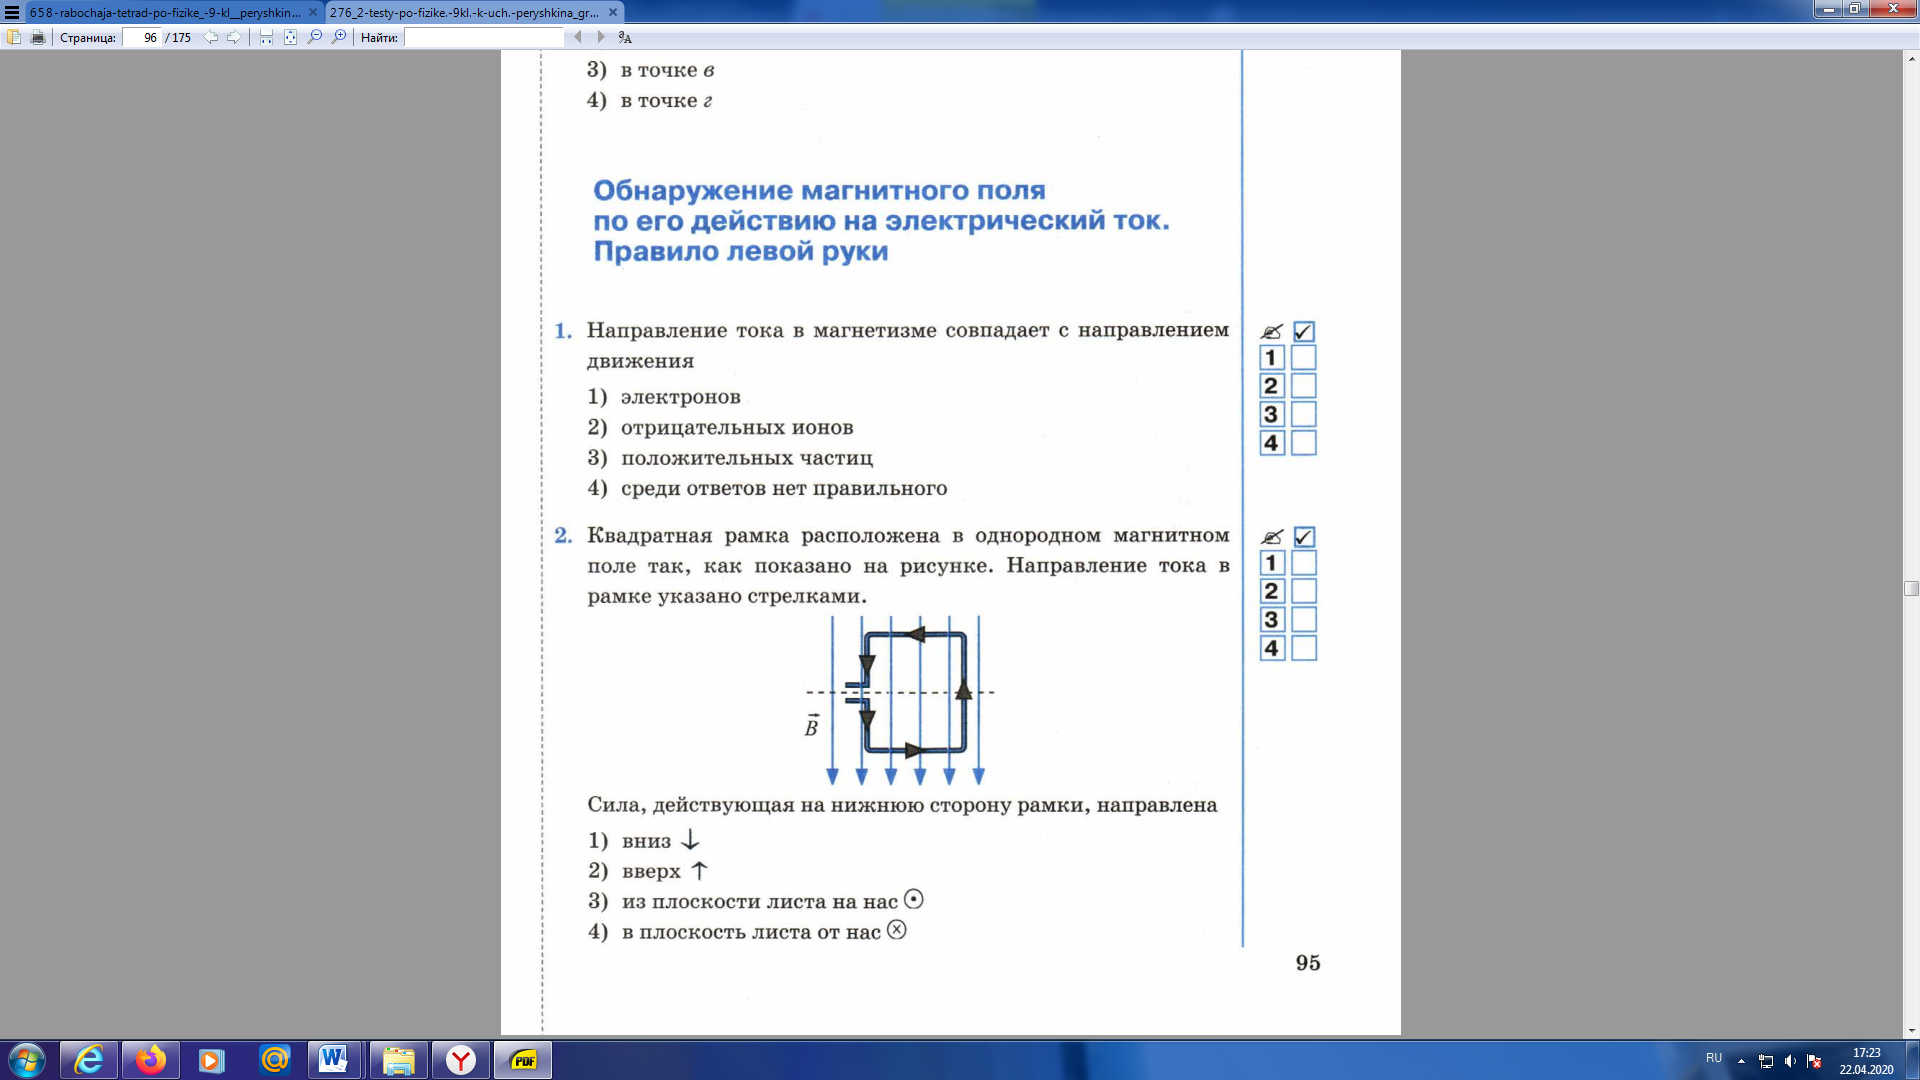 658-rabochaja-tetrad-po-fizike_-9-kl__peryshkin... 276_2-testy-po-fizike.-9kl.-k-uch.-peryshkina_gr...
Страница: 96 / 175 Найти:
3) в точке в
4) в точке г
Обнаружение магнитного поля
по его действию на электрический ток.
Правило левой руки
1. Направление тока в магнетизме совпадает с направлением
движения
1) электронов
2) отрицательных ионов
3) положительных частиц
4) среди ответов нет правильного
1
2
3
4
2. Квадратная рамка расположена в однородном магнитном
поле так, как показано на рисунке. Направление тока в
рамке указано стрелками.
1
2
3
4
B
Сила, действующая на нижнюю сторону рамки, направлена
1) вниз ↓
2) вверх ↑
3) из плоскости листа на нас ⊙
4) в плоскость листа от нас ⊗
95
PDF
RU
17:23
22.04.2020